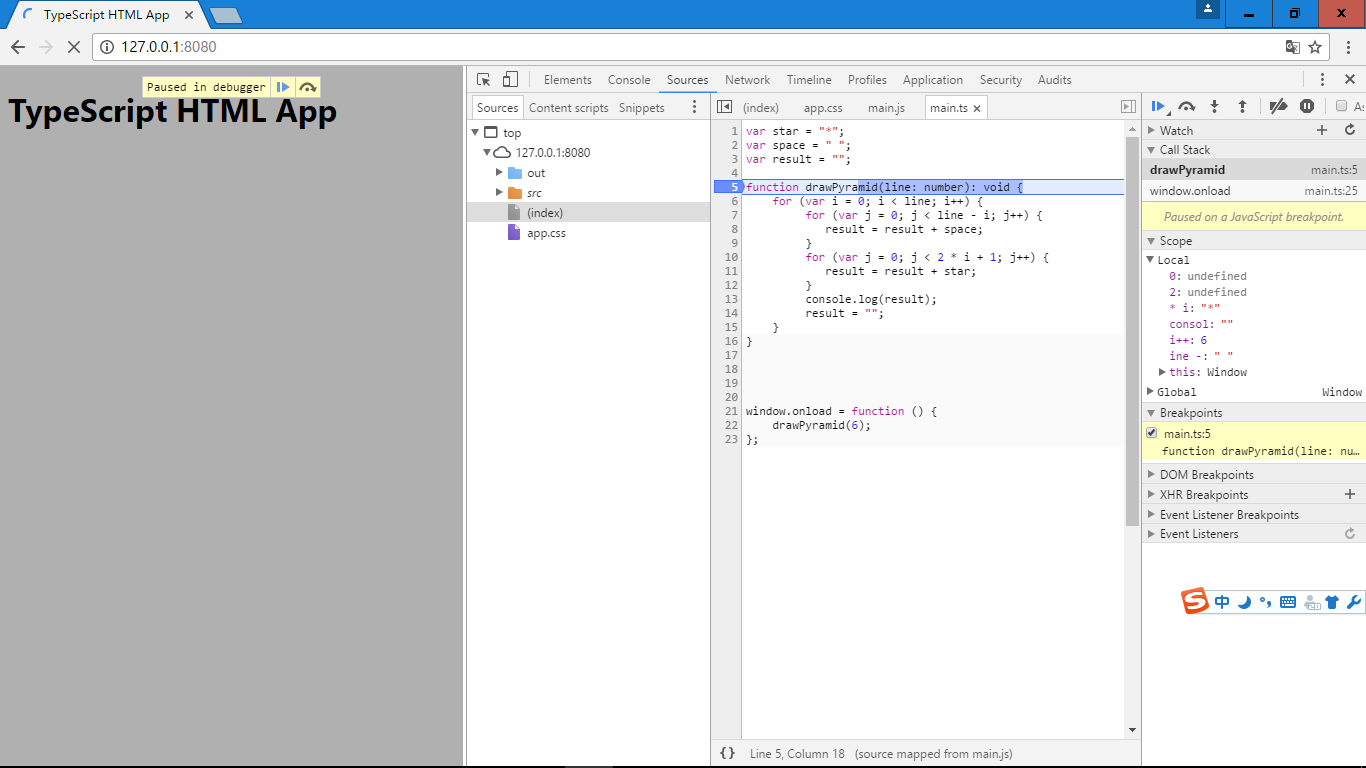 TypeScript HTML App
127.0.0.1:8080
Paused in debugger
TypeScript HTML App
Elements Console Sources Network Timeline Profiles Application Security Audits
Sources Content scripts Snippets
top
127.0.0.1:8080
out
src
(index)
app.css
(index) app.css main.js main.ts
1 var star = "*";
2 var space = " ";
3 var result = "";
4
5 function drawPyramid(line: number): void {
6 for (var i = 0; i < line; i++) {
7 for (var j = 0; j < line - i; j++) {
8 result = result + space;
9 }
10 for (var j = 0; j < 2 * i + 1; j++) {
11 result = result + star;
12 }
13 console.log(result);
14 result = "";
15 }
16 }
17
18
19
20
21 window.onload = function () {
22 drawPyramid(6);
23 };
{} Line 5, Column 18 (source mapped from main.js)
As
Watch
Call Stack
drawPyramid main.ts:5
window.onload main.ts:25
Paused on a JavaScript breakpoint.
Scope
Local
0: undefined
2: undefined
* i: "*"
consol: ""
i++: 6
ine -: " "
this: Window
Global Window
Breakpoints
main.ts:5
function drawPyramid(line: nu…
DOM Breakpoints
XHR Breakpoints
Event Listener Breakpoints
Event Listeners
S 中